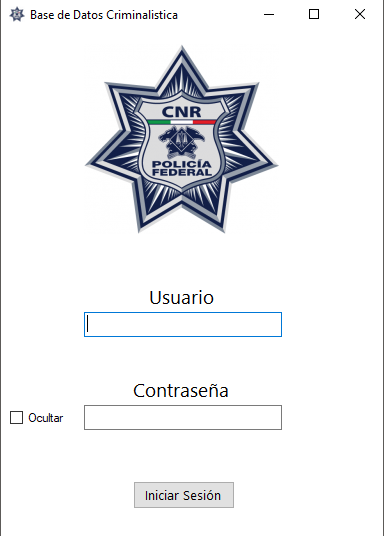 Base de Datos Criminalistica
CNR
POLICÍA
FEDERAL
Usuario
Contraseña
Ocultar
Iniciar Sesión